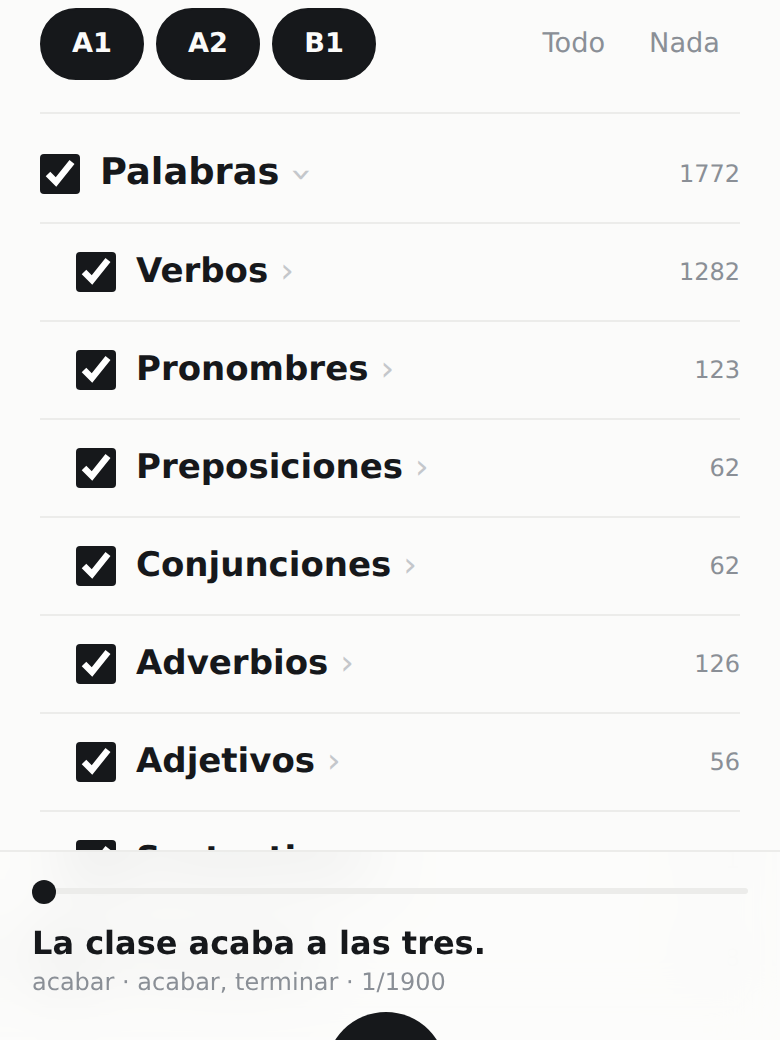 A1 A2 B1 Todo Nada
Palabras 1772
Verbos 1282
Pronombres 123
Preposiciones 62
Conjunciones 62
Adverbios 126
Adjetivos 56
La clase acaba a las tres.
acabar · acabar, terminar · 1/1900